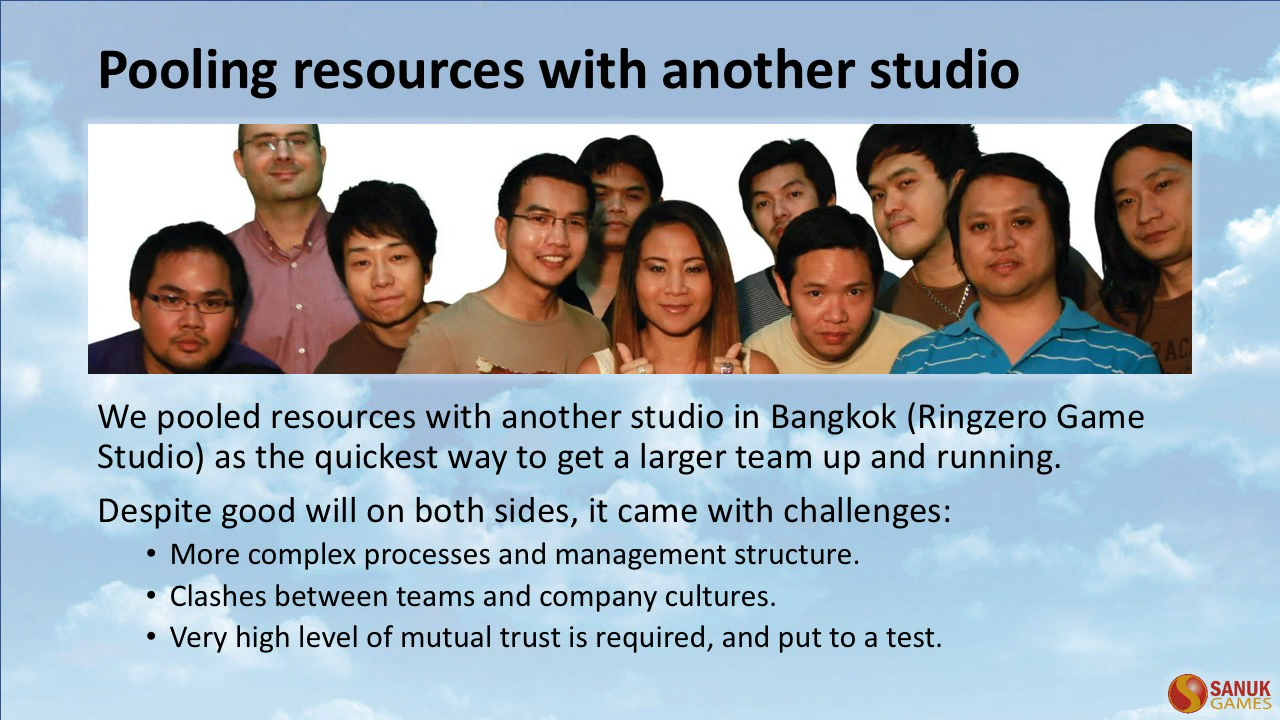 Pooling resources with another studio
We pooled resources with another studio in Bangkok (Ringzero Game
Studio) as the quickest way to get a larger team up and running.
Despite good will on both sides, it came with challenges:
• More complex processes and management structure.
• Clashes between teams and company cultures.
• Very high level of mutual trust is required, and put to a test.
SANUK
GAMES